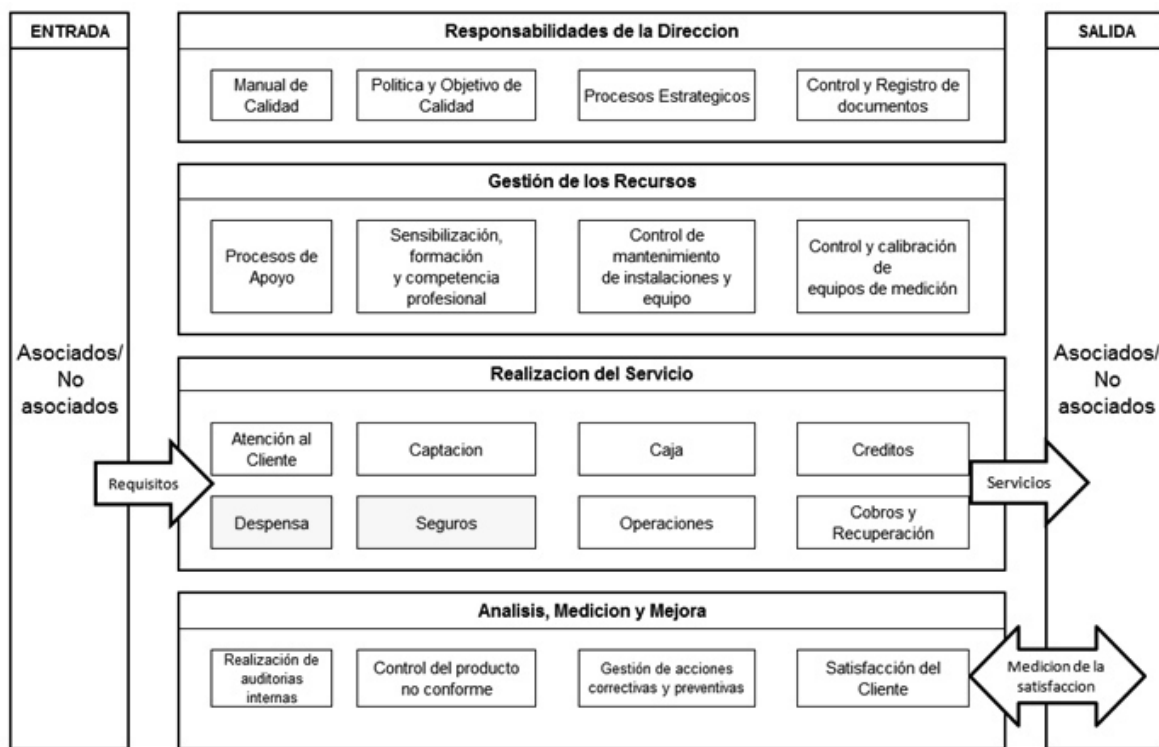 ENTRADA
Responsabilidades de la Direccion
SALIDA
Manual de
Calidad
Politica y Objetivo de
Calidad
Procesos Estrategicos
Control y Registro de
documentos
Gestión de los Recursos
Procesos de
Apoyo
Sensibilización,
formación
y competencia
profesional
Control de
mantenimiento
de instalaciones y
equipo
Control y calibración
de
equipos de medición
Asociados/
No
asociados
Asociados/
No
asociados
Realizacion del Servicio
Atención al
Cliente
Captacion
Caja
Creditos
Requisitos
Servicios
Despensa
Seguros
Operaciones
Cobros y
Recuperación
Analisis, Medicion y Mejora
Realización de
auditorias
internas
Control del producto
no conforme
Gestión de acciones
correctivas y preventivas
Satisfacción del
Cliente
Medicion de la
satisfaccion